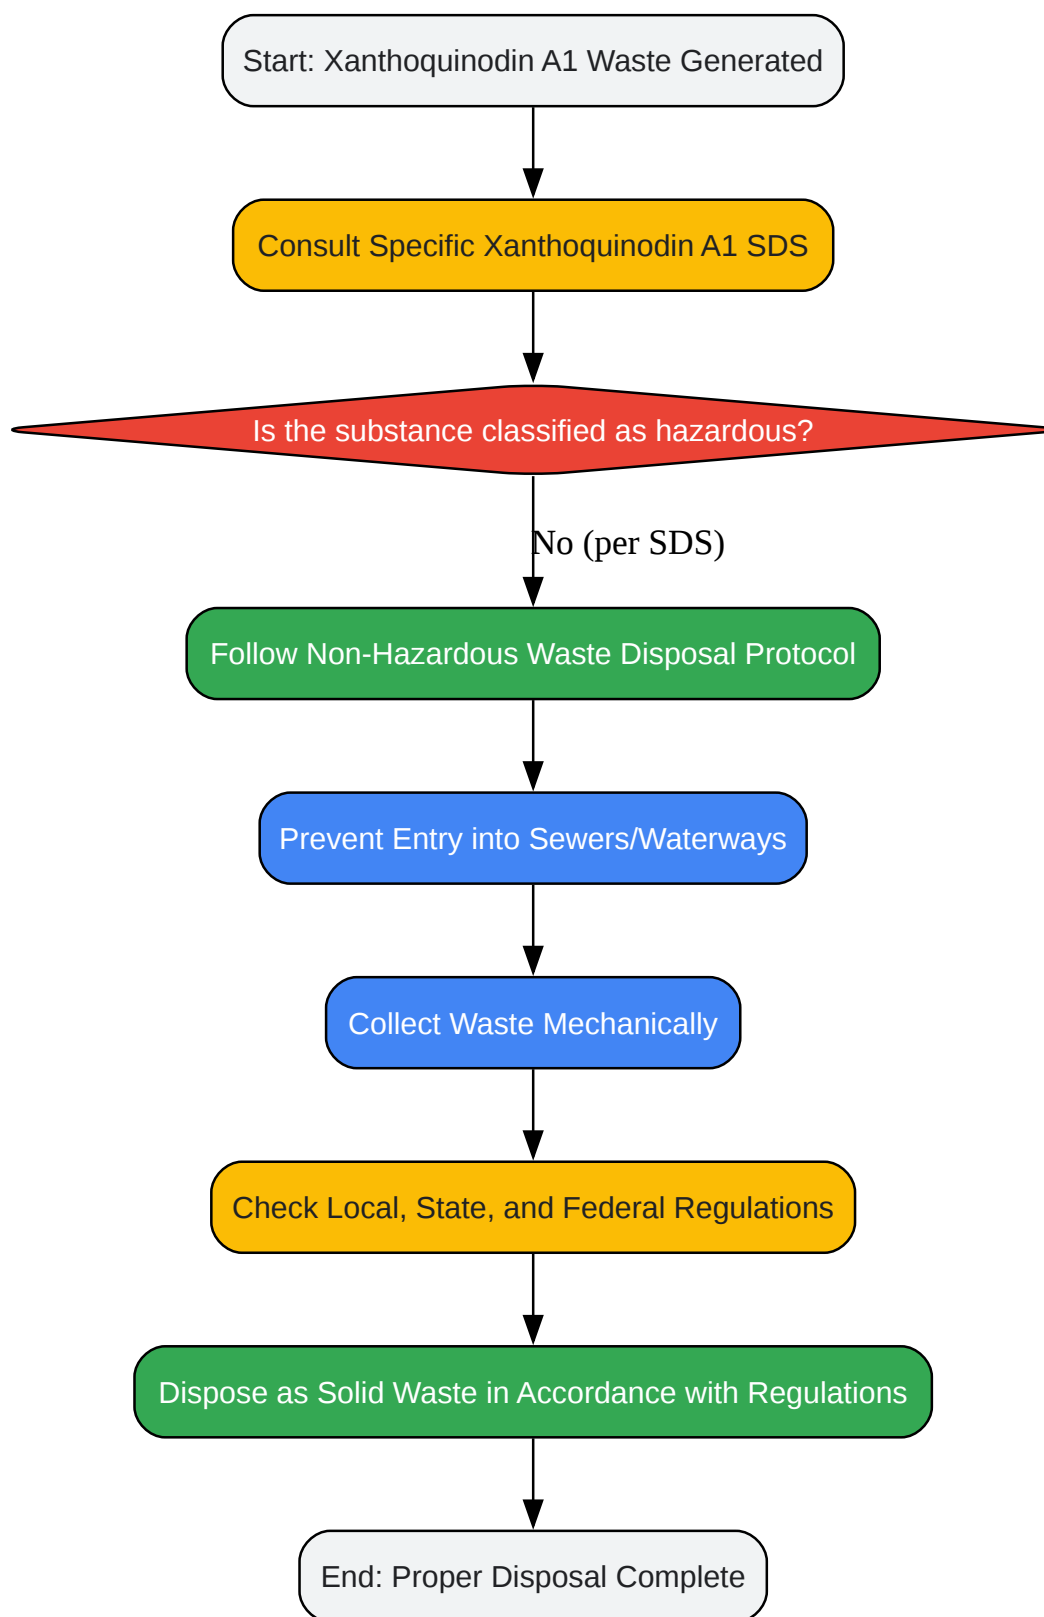 Start: Xanthoquinodin A1 Waste Generated
Consult Specific Xanthoquinodin A1 SDS
Is the substance classified as hazardous?
No (per SDS)
Follow Non-Hazardous Waste Disposal Protocol
Prevent Entry into Sewers/Waterways
Collect Waste Mechanically
Check Local, State, and Federal Regulations
Dispose as Solid Waste in Accordance with Regulations
End: Proper Disposal Complete